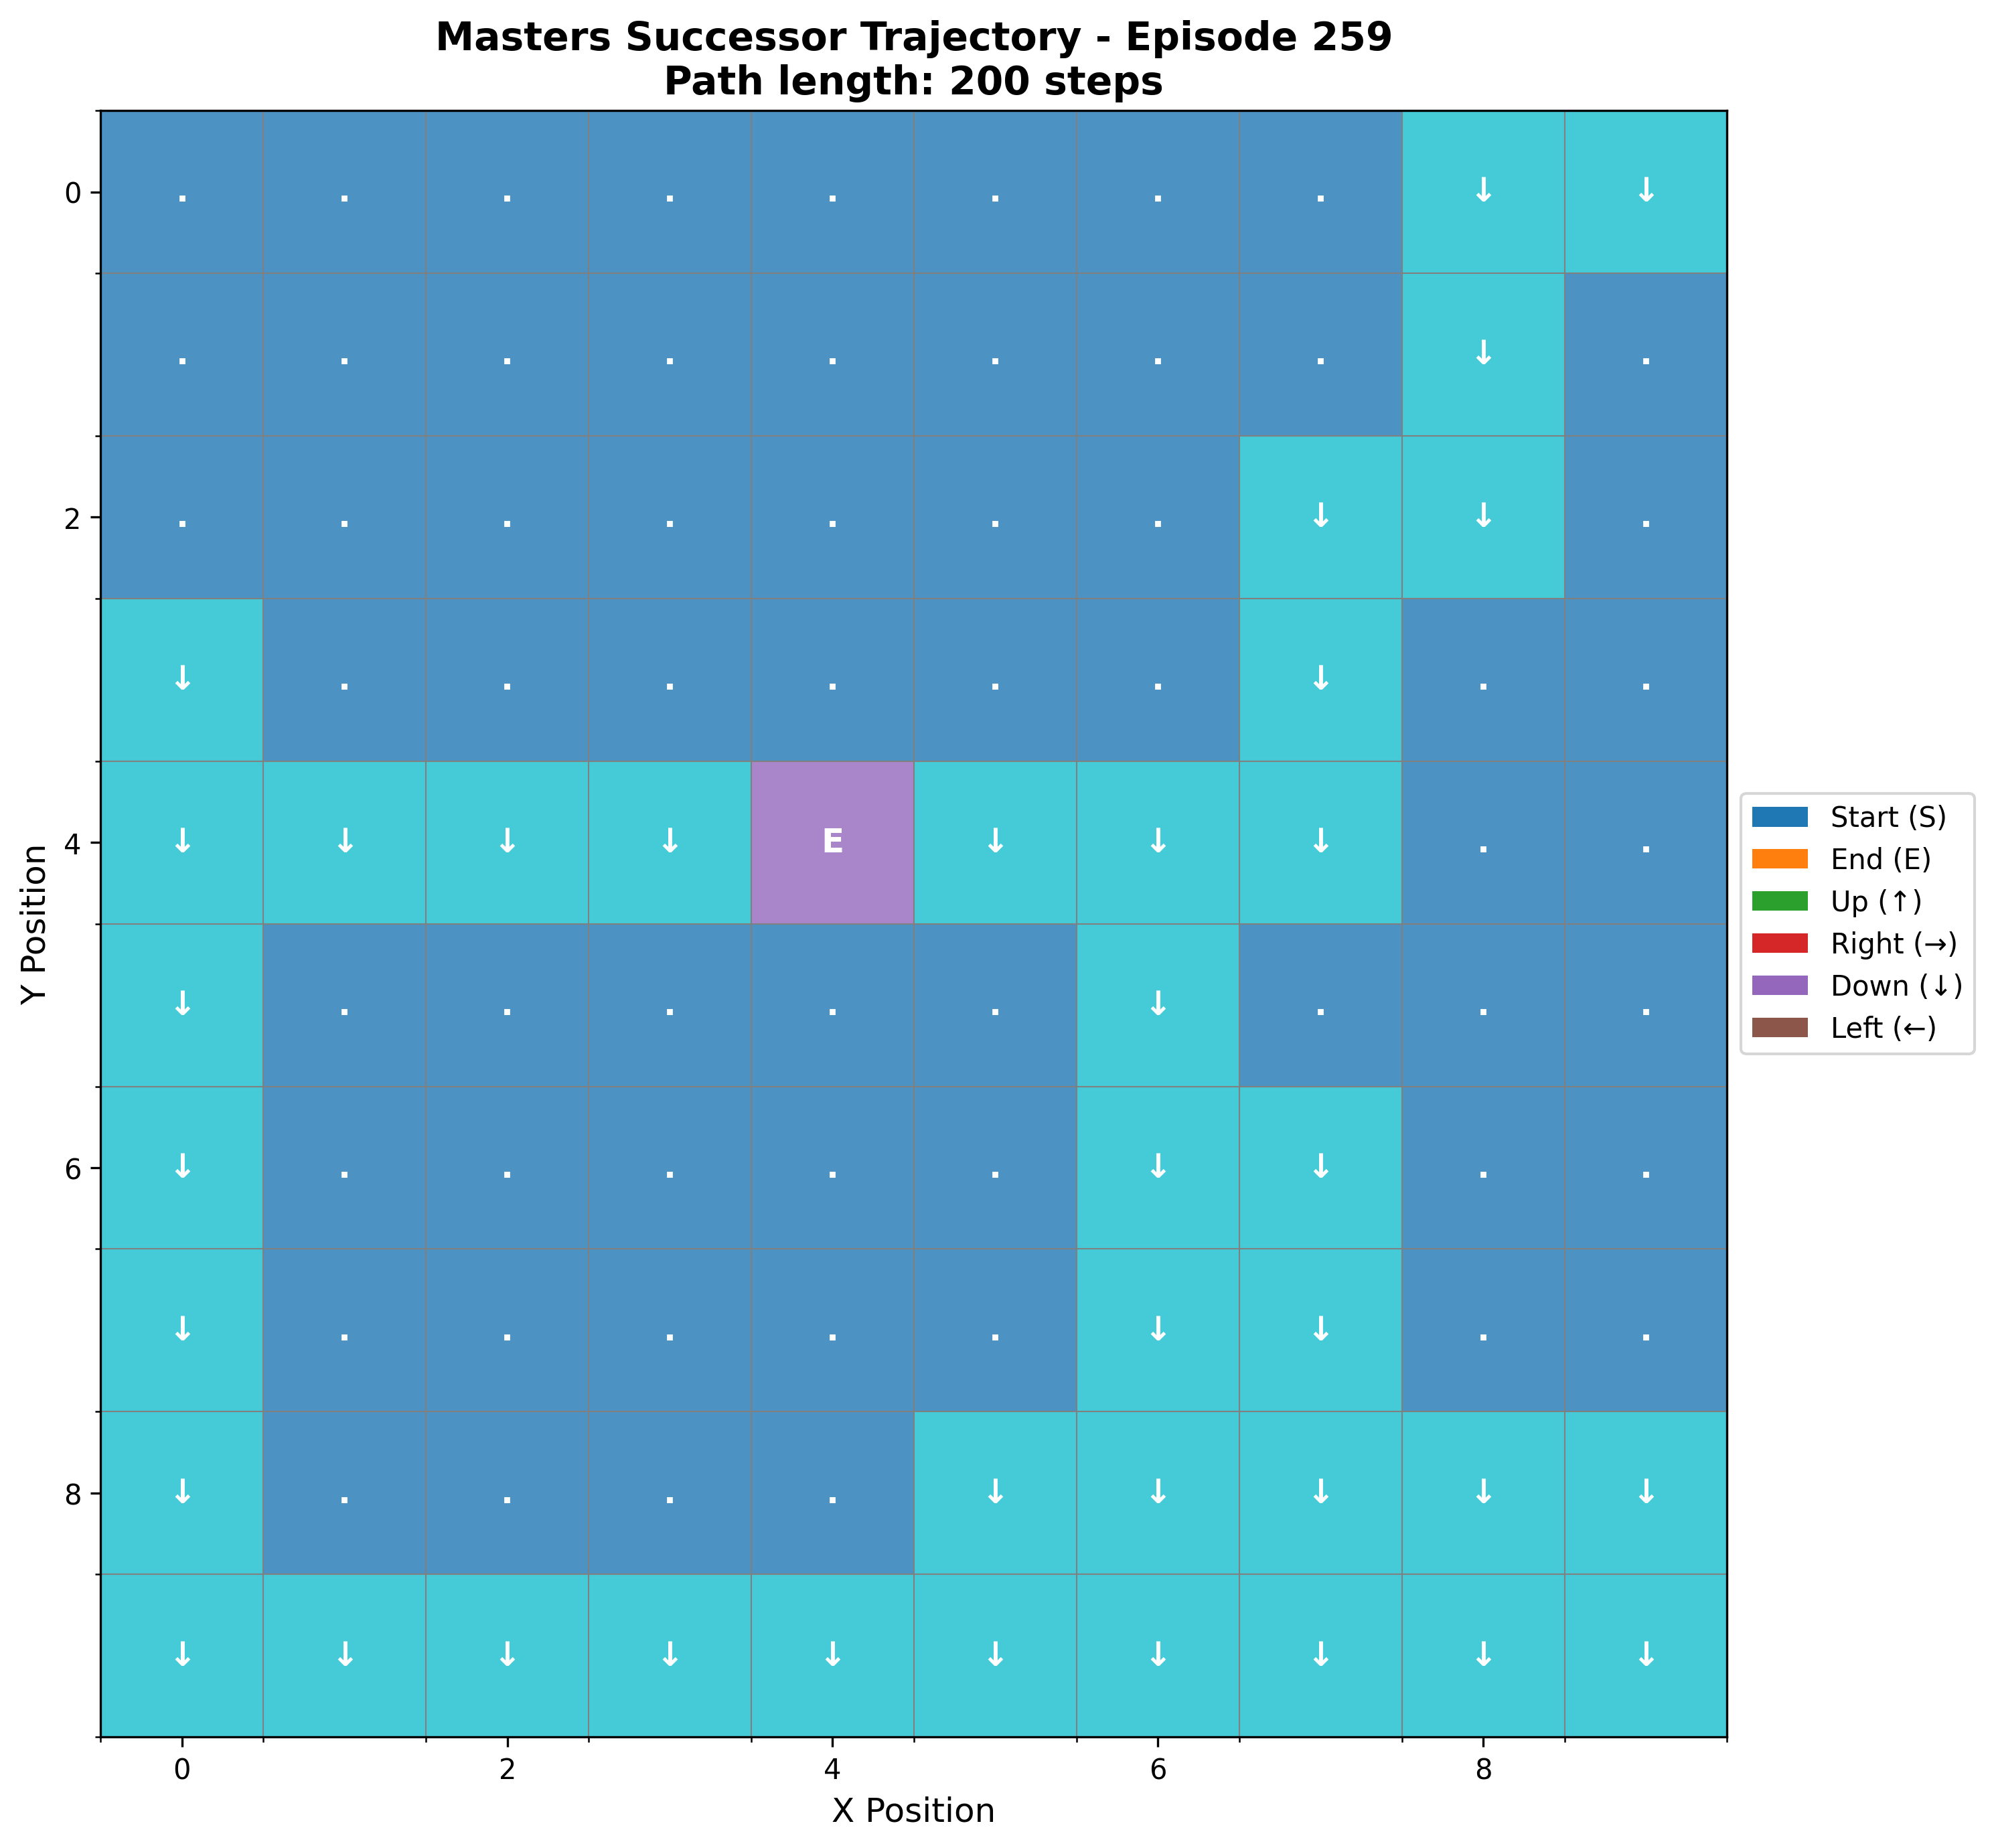 Masters Successor Trajectory - Episode 259
Path length: 200 steps
0 . . . . . . . . ↓ ↓
. . . . . . . . ↓ .
2 . . . . . . . ↓ ↓ .
↓ . . . . . . ↓ . .
4 ↓ ↓ ↓ ↓ E ↓ ↓ ↓ . .
↓ . . . . . ↓ . . .
6 ↓ . . . . . ↓ ↓ . .
↓ . . . . . ↓ ↓ . .
8 ↓ . . . . ↓ ↓ ↓ ↓ ↓
↓ ↓ ↓ ↓ ↓ ↓ ↓ ↓ ↓ ↓
0 2 4 6 8
X Position
Y Position
Start (S)
End (E)
Up (↑)
Right (→)
Down (↓)
Left (←)